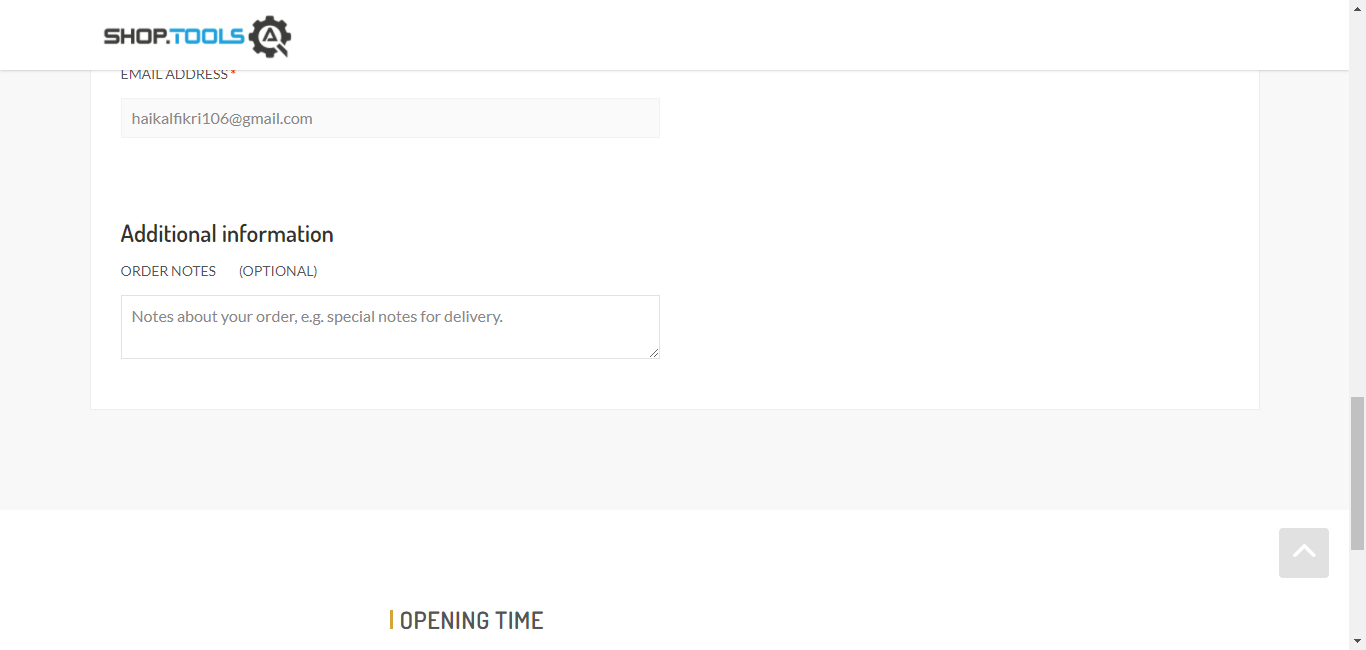 SHOP.TOOLS
EMAIL ADDRESS *
haikalfikri106@gmail.com
Additional information
ORDER NOTES (OPTIONAL)
Notes about your order, e.g. special notes for delivery.
OPENING TIME